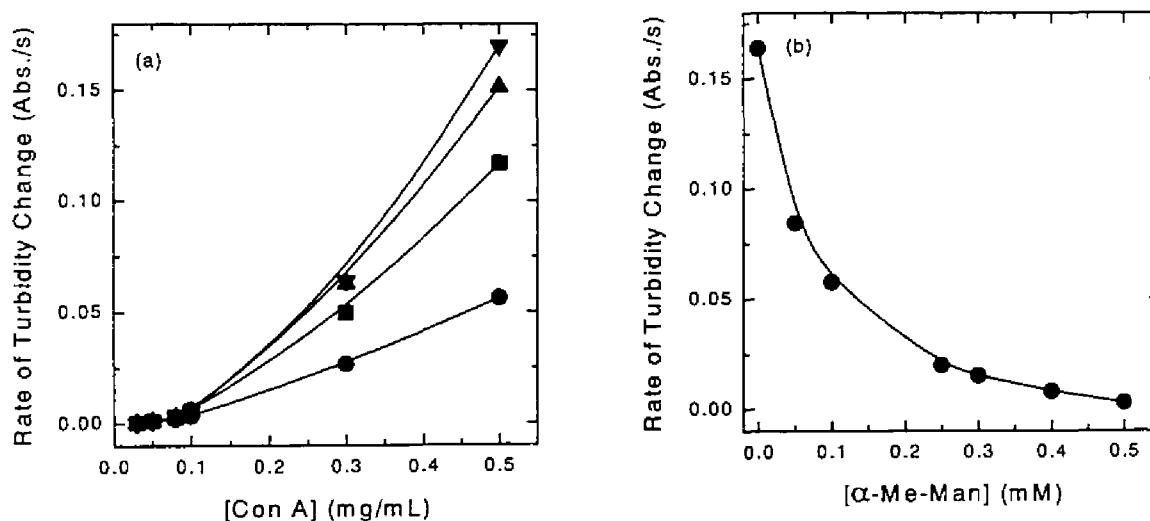 (a)
Rate of Turbidity Change (Abs./s)
0.15
0.10
0.05
0.00
0.0 0.1 0.2 0.3 0.4 0.5
[Con A] (mg/mL)
(b)
Rate of Turbidity Change (Abs./s)
0.15
0.10
0.05
0.00
0.0 0.1 0.2 0.3 0.4 0.5
[α-Me-Man] (mM)